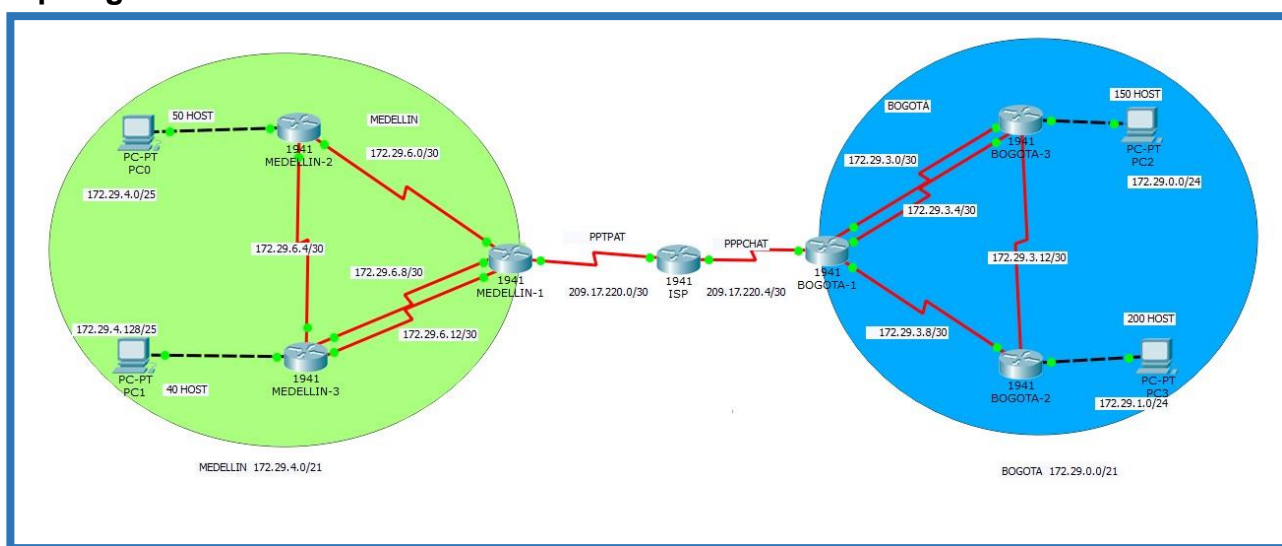 50 HOST
1941
MEDELLIN-2
MEDELLIN
172.29.6.0/30
PC-PT
PC0
172.29.4.0/25
172.29.6.4/30
172.29.6.8/30
1941
MEDELLIN-1
172.29.6.12/30
172.29.4.128/25
PC-PT
PC1
40 HOST
1941
MEDELLIN-3
MEDELLIN 172.29.4.0/21
PPTPAT
209.17.220.0/30
1941
ISP
PPPCHAT
209.17.220.4/30
BOGOTA
1941
BOGOTA-3
150 HOST
PC-PT
PC2
172.29.0.0/24
172.29.3.0/30
172.29.3.4/30
1941
BOGOTA-1
172.29.3.12/30
172.29.3.8/30
200 HOST
1941
BOGOTA-2
PC-PT
PC3
172.29.1.0/24
BOGOTA 172.29.0.0/21